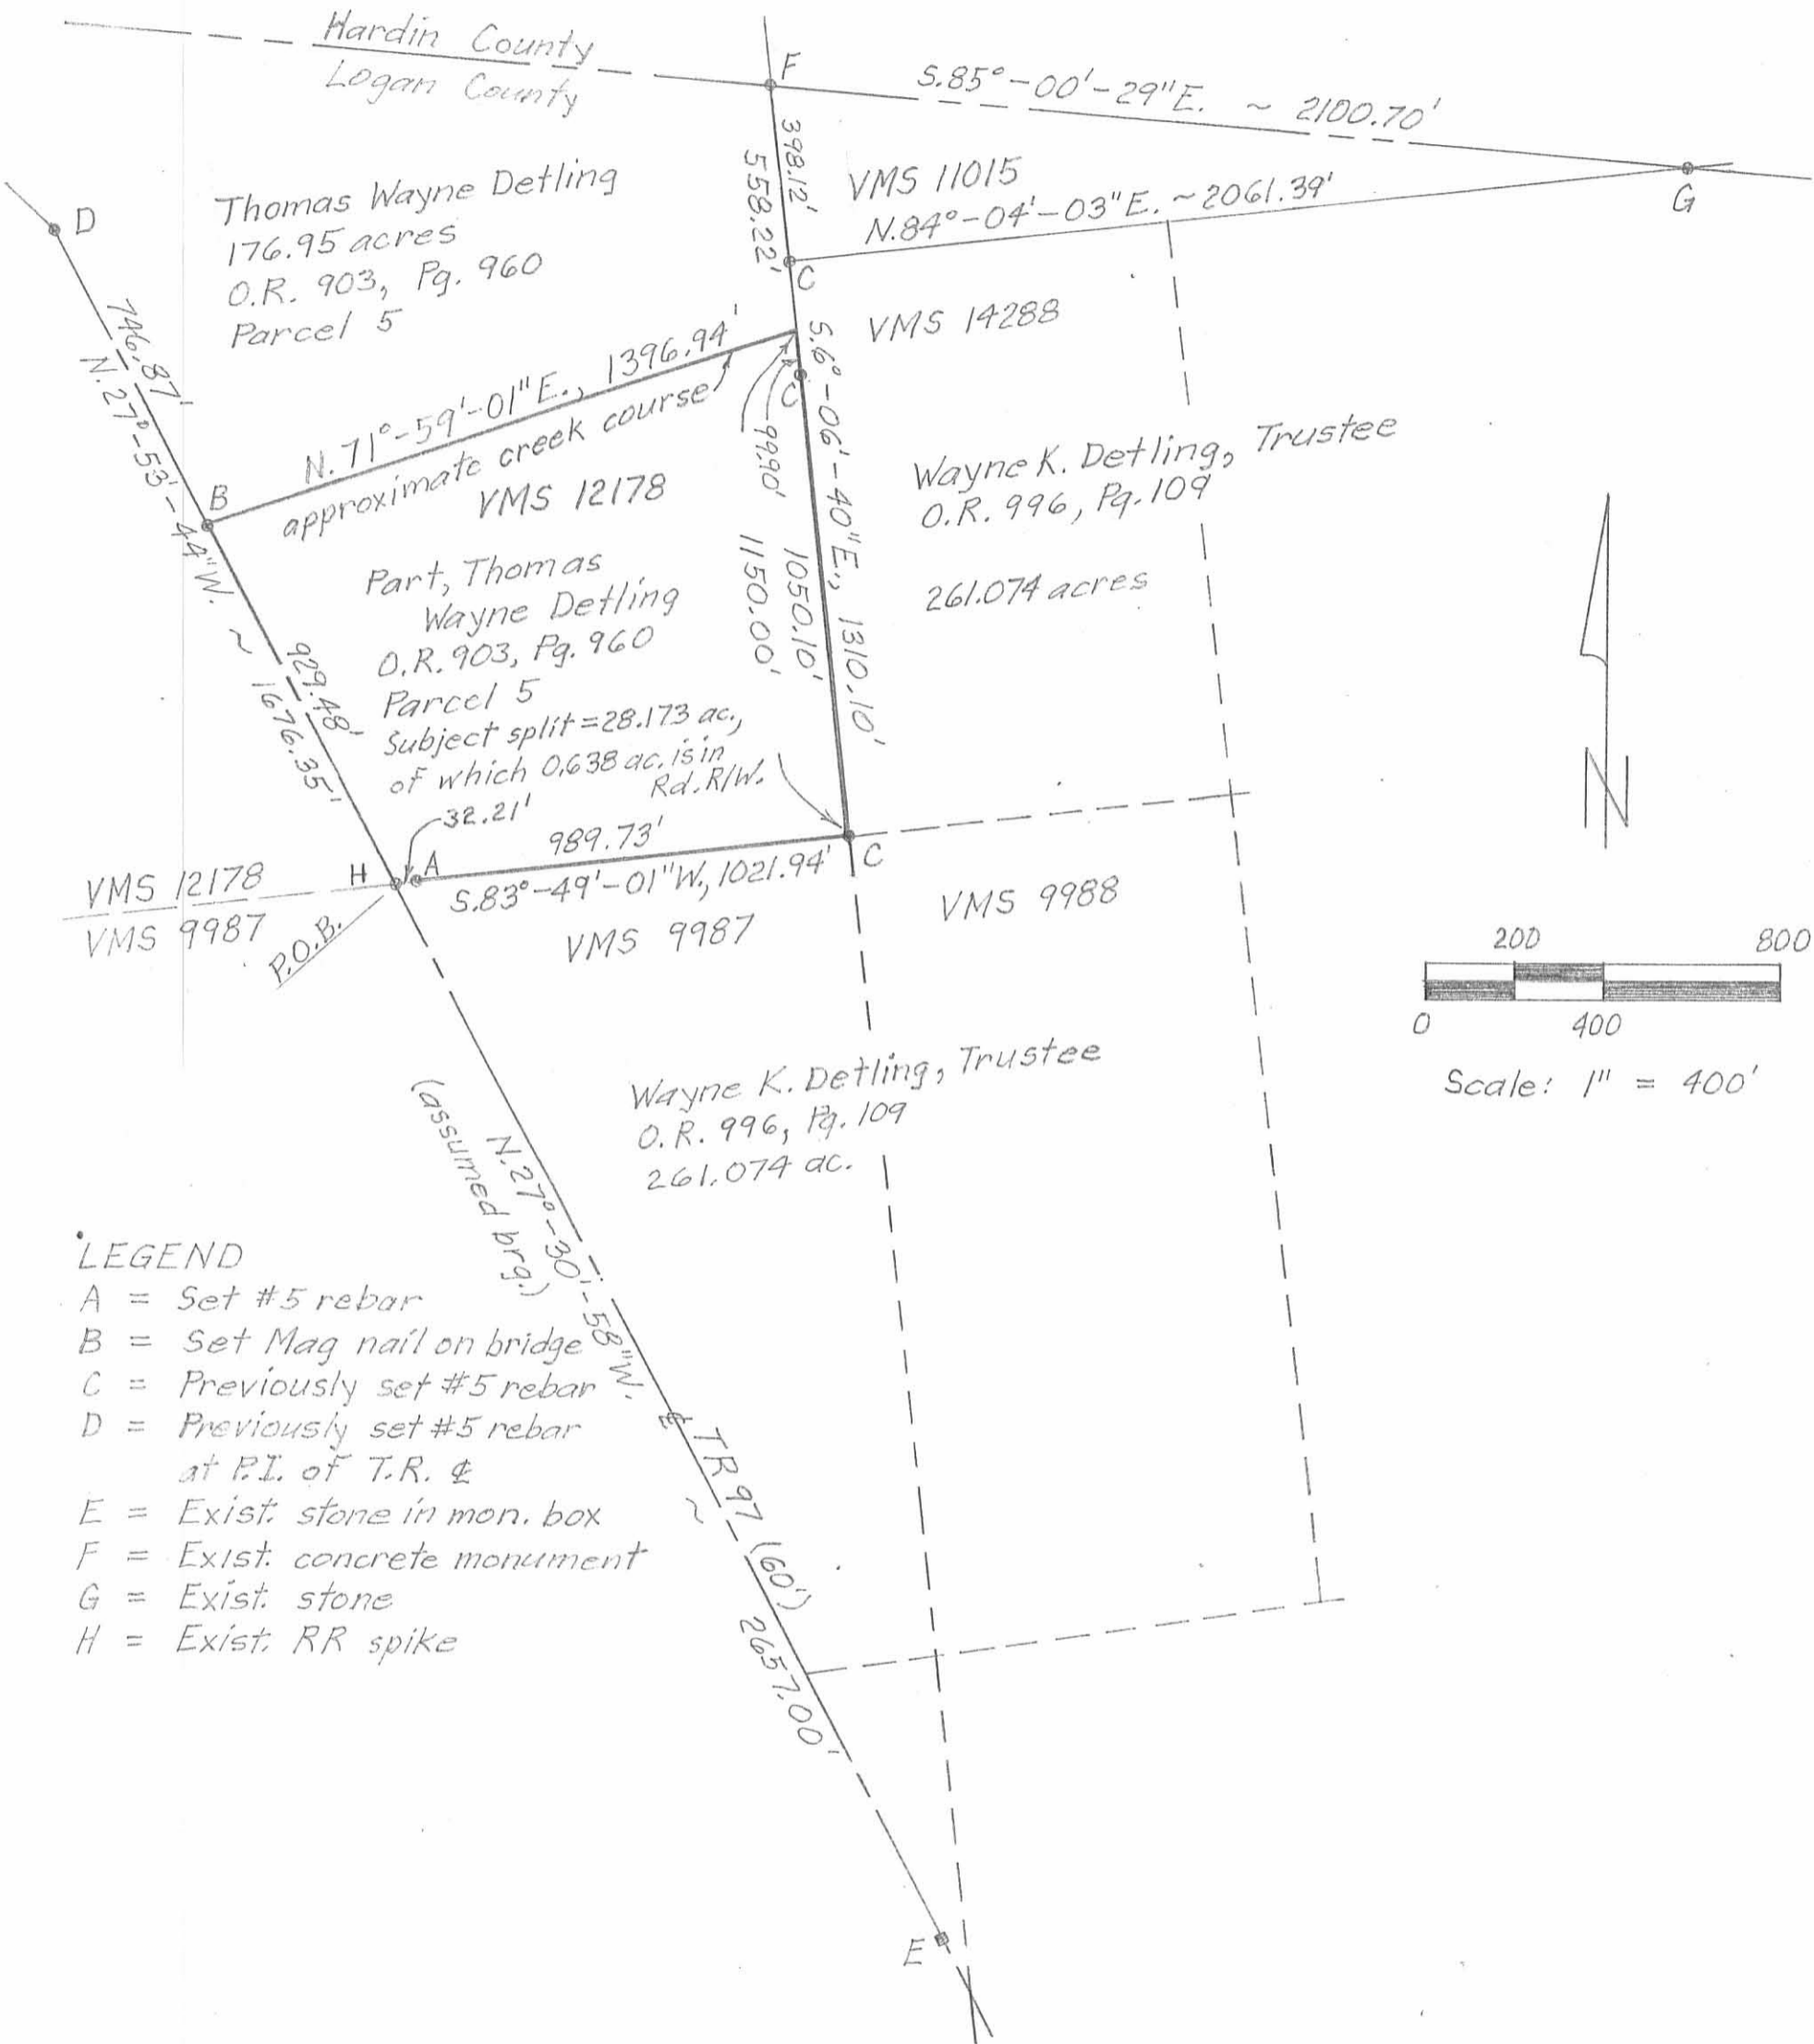 Hardin County
Logan County
F
S.85°-00'-29"E. ~ 2100.70'
G
D
Thomas Wayne Detling
176.95 acres
O.R. 903, Pg. 960
Parcel 5
398.12'
558.22'
VMS 11015
N.84°-04'-03"E. ~2061.39'
C
VMS 14288
746.87'
N.27°-53'-44"W. ~ 1676.35'
B
N.71°-59'-01"E., 1396.94'
approximate creek course
VMS 12178
C
99.90'
S.6°-06'-40"E., 1310.10'
1050.10'
1150.00'
Wayne K. Detling, Trustee
O.R. 996, Pg. 109
261.074 acres
929.48'
Part, Thomas
Wayne Detling
O.R. 903, Pg. 960
Parcel 5
Subject split=28.173 ac.,
of which 0.638 ac. is in
Rd. R/W.
32.21'
989.73'
H
A
C
S.83°-49'-01"W., 1021.94'
VMS 12178
VMS 9987
P.O.B.
VMS 9987
VMS 9988
N
200 800
0 400
Scale: 1" = 400'
Wayne K. Detling, Trustee
O.R. 996, Pg. 109
261.074 ac.
N.27°-30'-58"W. ~ 2657.00'
(assumed brg.)
℄ TR 97 (60')
E
LEGEND
A = Set #5 rebar
B = Set Mag nail on bridge
C = Previously set #5 rebar
D = Previously set #5 rebar
at P.I. of T.R. ℄
E = Exist. stone in mon. box
F = Exist. concrete monument
G = Exist. stone
H = Exist. RR spike